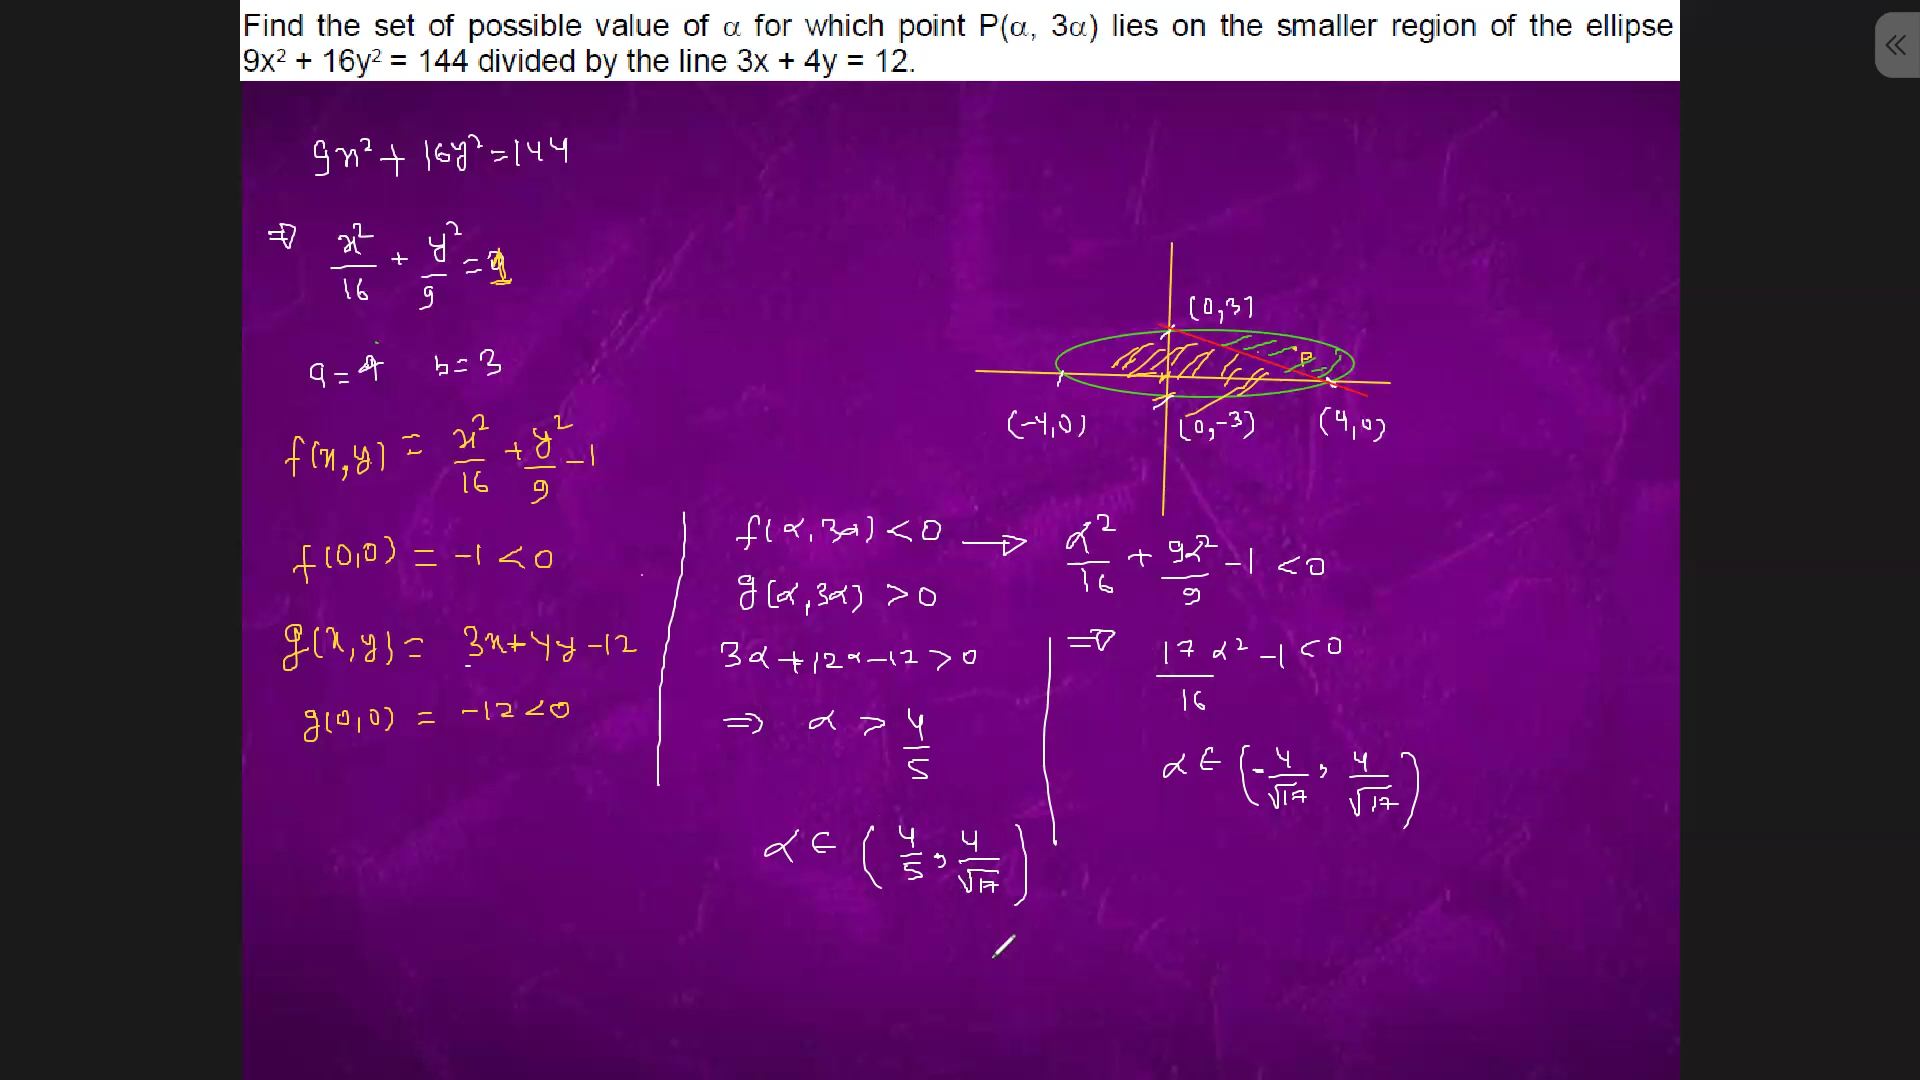 Find the set of possible value of α for which point P(α, 3α) lies on the smaller region of the ellipse
9x² + 16y² = 144 divided by the line 3x + 4y = 12.
9x² + 16y² = 144
⇒ x²/16 + y²/9 = 1
a = 4 b = 3
f(x,y) = x²/16 + y²/9 - 1
f(0,0) = -1 < 0
g(x,y) = 3x+4y-12
g(0,0) = -12 < 0
(0,3)
P
(-4,0) (0,-3) (4,0)
f(α,3α) < 0 → α²/16 + 9α²/9 - 1 < 0
g(α,3α) > 0
3α + 12α - 12 > 0
⇒ α > 4/5
⇒ 17/16 α² - 1 < 0
α ∈ (-4/√17, 4/√17)
α ∈ (4/5, 4/√17)